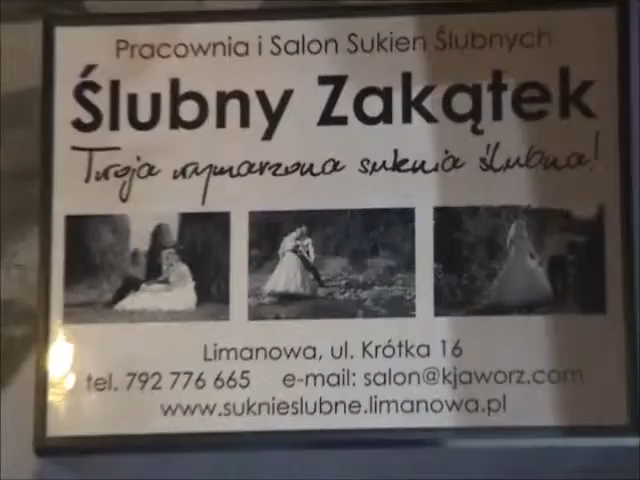 Pracownia i Salon Sukien Ślubnych
Ślubny Zakątek
Twoja wymarzona suknia ślubna!
Limanowa, ul. Krótka 16
tel. 792 776 665 e-mail: salon@kjaworz.com
www.suknieslubne.limanowa.pl